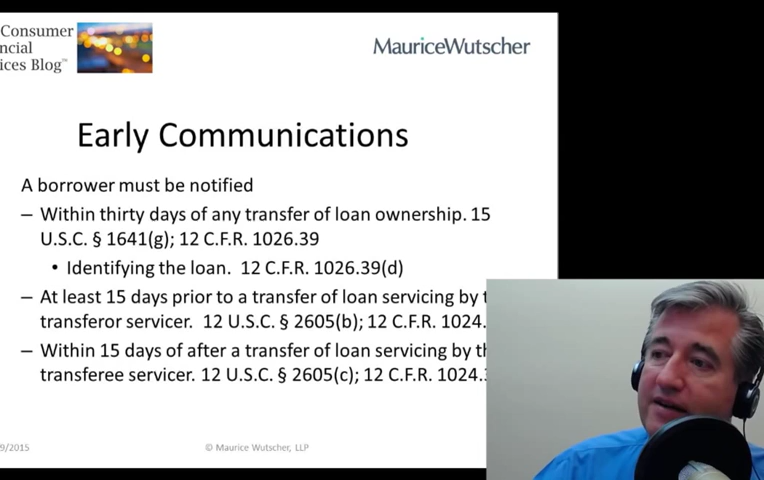 Consumer
ncial
ices Blog™
MauriceWutscher
Early Communications
A borrower must be notified
– Within thirty days of any transfer of loan ownership. 15
U.S.C. § 1641(g); 12 C.F.R. 1026.39
• Identifying the loan. 12 C.F.R. 1026.39(d)
– At least 15 days prior to a transfer of loan servicing by
transferor servicer. 12 U.S.C. § 2605(b); 12 C.F.R. 1024.
– Within 15 days of after a transfer of loan servicing by
transferee servicer. 12 U.S.C. § 2605(c); 12 C.F.R. 1024.
9/2015
© Maurice Wutscher, LLP